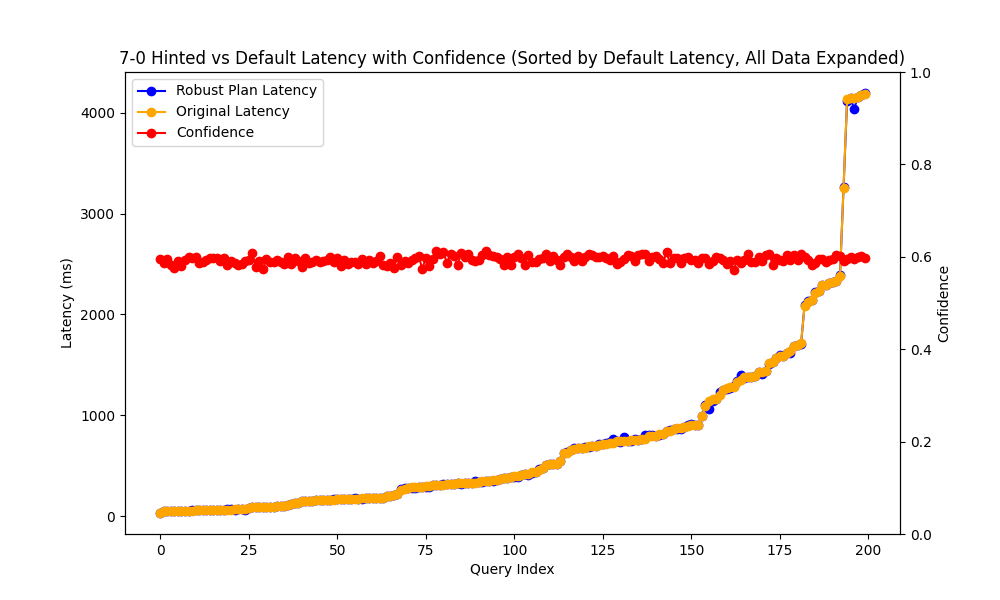 7-0 Hinted vs Default Latency with Confidence (Sorted by Default Latency, All Data Expanded)
Robust Plan Latency
Original Latency
Confidence
Latency (ms)
4000
3000
2000
1000
0
1.0
0.8
0.6
0.4
0.2
0.0
Confidence
0 25 50 75 100 125 150 175 200
Query Index